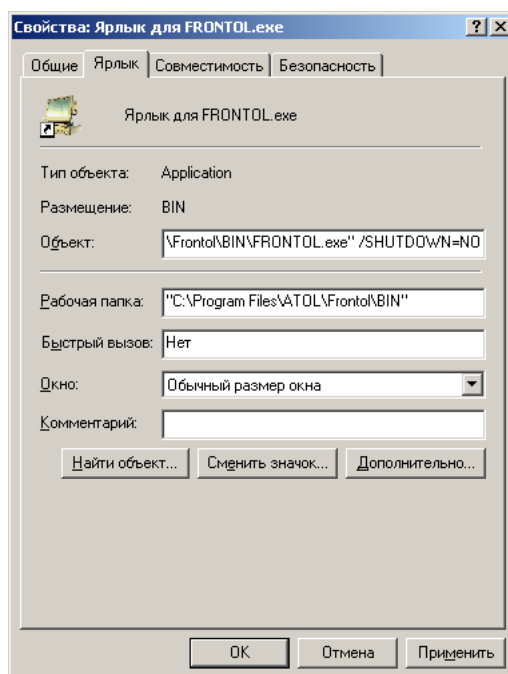 Свойства: Ярлык для FRONTOL.exe
Общие Ярлык Совместимость Безопасность
Ярлык для FRONTOL.exe
Тип объекта: Application
Размещение: BIN
Объект: \Frontol\BIN\FRONTOL.exe" /SHUTDOWN=NO
Рабочая папка: "C:\Program Files\ATOL\Frontol\BIN"
Быстрый вызов: Нет
Окно: Обычный размер окна
Комментарий:
Найти объект... Сменить значок... Дополнительно...
OK Отмена Применить